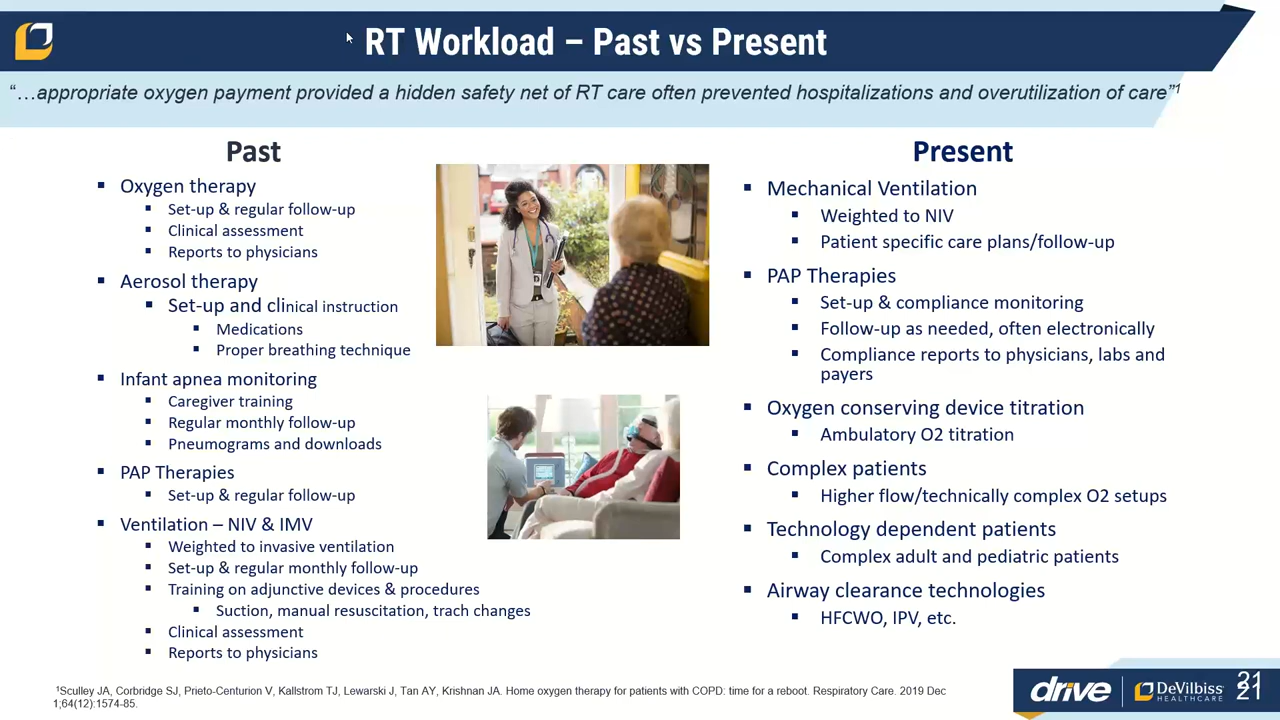 RT Workload – Past vs Present
“…appropriate oxygen payment provided a hidden safety net of RT care often prevented hospitalizations and overutilization of care”1
Past
Oxygen therapy
Set-up & regular follow-up
Clinical assessment
Reports to physicians
Aerosol therapy
Set-up and clinical instruction
Medications
Proper breathing technique
Infant apnea monitoring
Caregiver training
Regular monthly follow-up
Pneumograms and downloads
PAP Therapies
Set-up & regular follow-up
Ventilation – NIV & IMV
Weighted to invasive ventilation
Set-up & regular monthly follow-up
Training on adjunctive devices & procedures
Suction, manual resuscitation, trach changes
Clinical assessment
Reports to physicians
Present
Mechanical Ventilation
Weighted to NIV
Patient specific care plans/follow-up
PAP Therapies
Set-up & compliance monitoring
Follow-up as needed, often electronically
Compliance reports to physicians, labs and
payers
Oxygen conserving device titration
Ambulatory O2 titration
Complex patients
Higher flow/technically complex O2 setups
Technology dependent patients
Complex adult and pediatric patients
Airway clearance technologies
HFCWO, IPV, etc.
1Sculley JA, Corbridge SJ, Prieto-Centurion V, Kallstrom TJ, Lewarski J, Tan AY, Krishnan JA. Home oxygen therapy for patients with COPD: time for a reboot. Respiratory Care. 2019 Dec
1;64(12):1574-85.
drive
DeVilbiss
HEALTHCARE
21
21